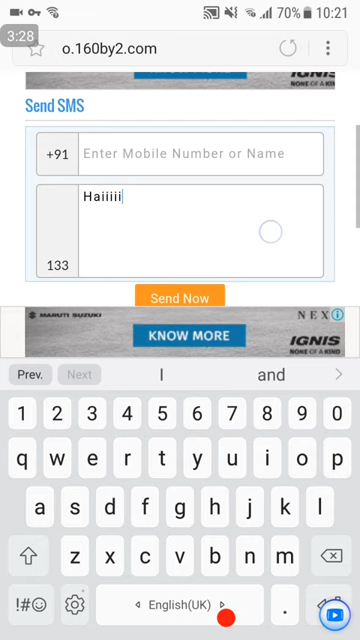 70% 10:21
3:28
o.160by2.com
KNOW MORE
IGNIS
NONE OF A KIND
Send SMS
+91 Enter Mobile Number or Name
Haiiiii
133
Send Now
MARUTI SUZUKI
NEX
KNOW MORE
IGNIS
NONE OF A KIND
Prev. Next I and
1 2 3 4 5 6 7 8 9 0
q w e r t y u i o p
a s d f g h j k l
z x c v b n m
!#☺ English(UK) .